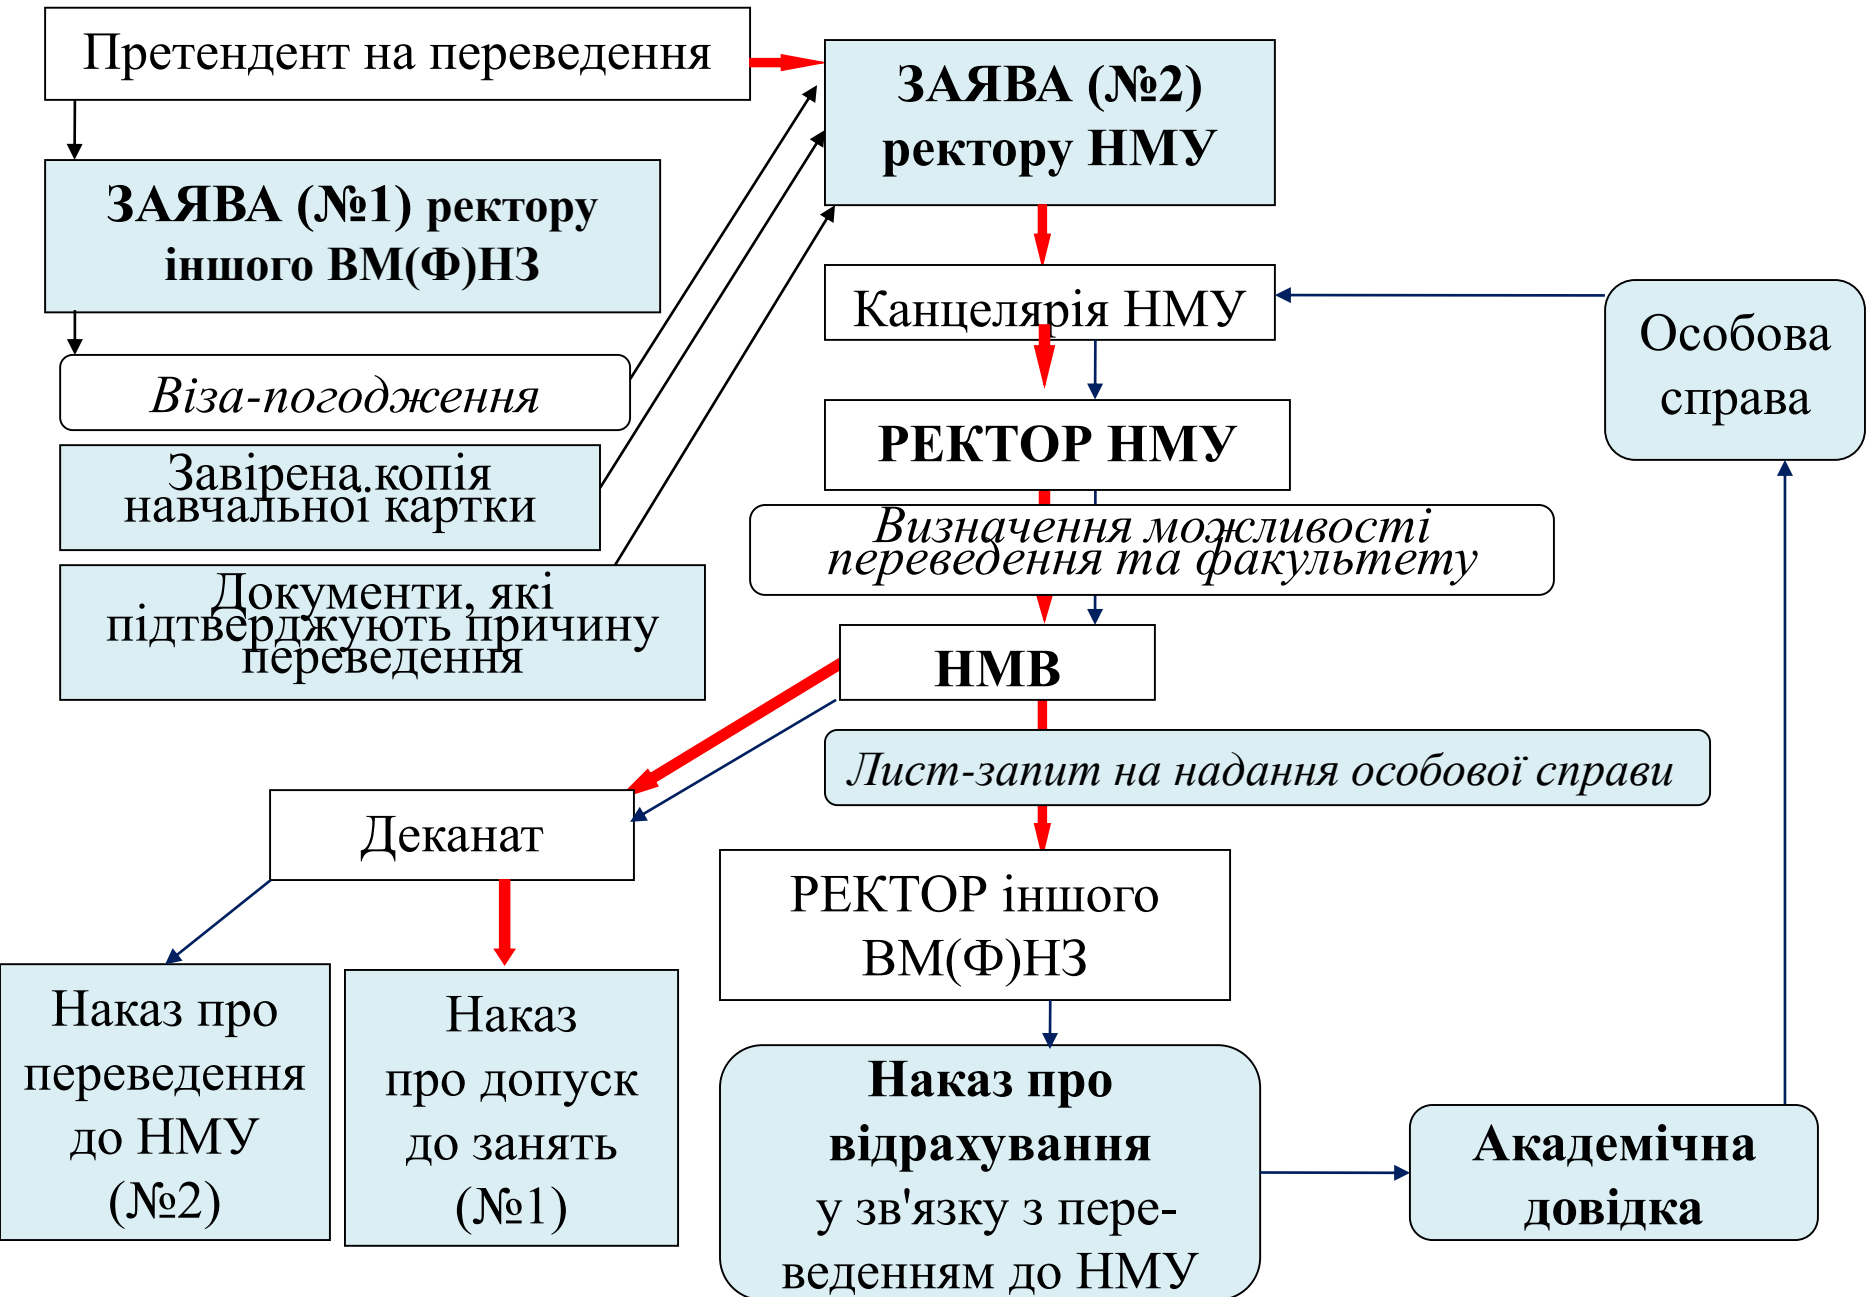 Претендент на переведення
ЗАЯВА (№2)
ректору НМУ
ЗАЯВА (№1) ректору
іншого ВМ(Ф)НЗ
Канцелярія НМУ
Особова
справа
Віза-погодження
РЕКТОР НМУ
Завірена копія
навчальної картки
Визначення можливості
переведення та факультету
Документи, які
підтверджують причину
переведення
НМВ
Лист-запит на надання особової справи
Деканат
РЕКТОР іншого
ВМ(Ф)НЗ
Наказ про
переведення
до НМУ
(№2)
Наказ
про допуск
до занять
(№1)
Наказ про
відрахування
у зв'язку з пере-
веденням до НМУ
Академічна
довідка